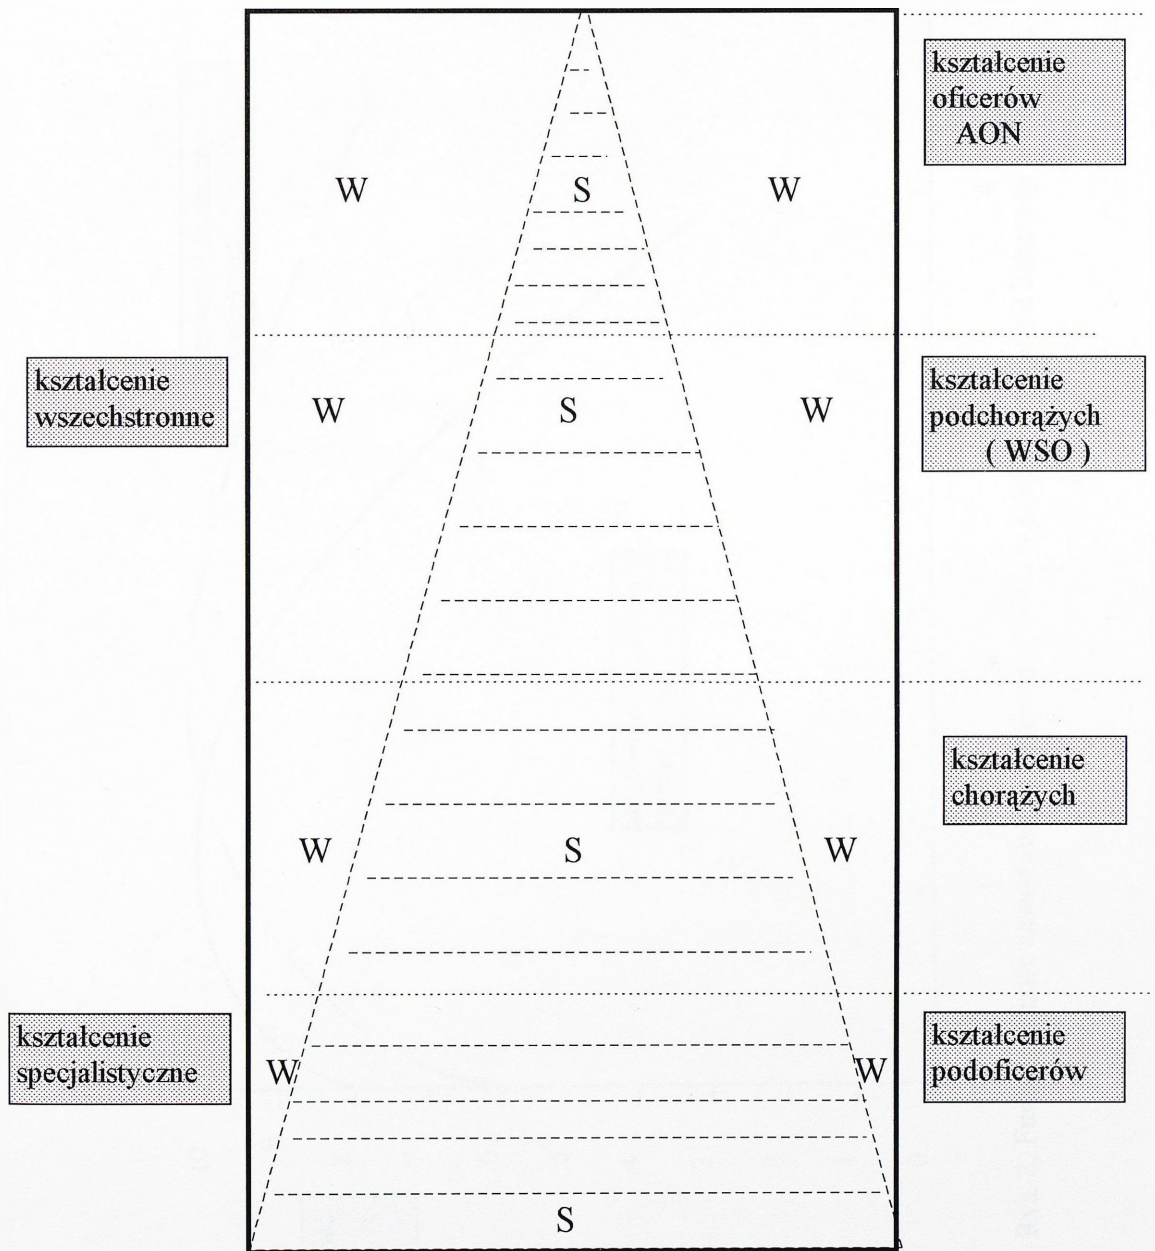 kształcenie
oficerów
AON
W S W
kształcenie
wszechstronne
W S W
kształcenie
podchorążych
( WSO )
kształcenie
chorążych
W S W
kształcenie
specjalistyczne
W W
kształcenie
podoficerów
S